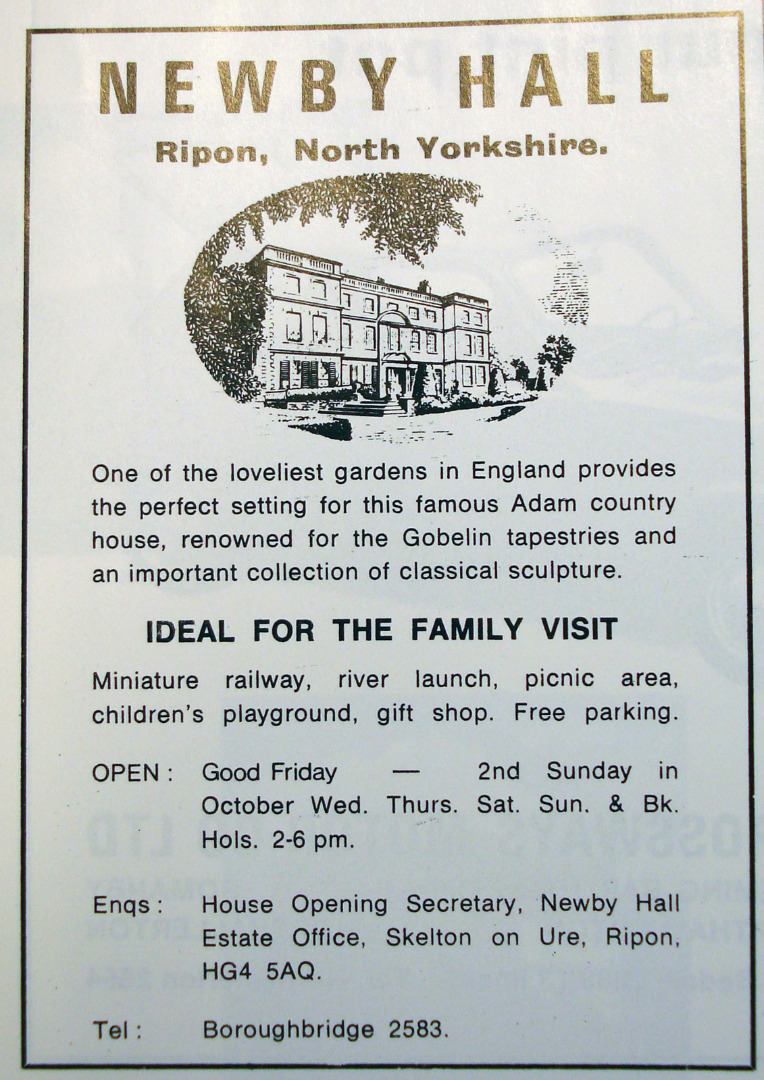 NEWBY HALL
Ripon, North Yorkshire.
One of the loveliest gardens in England provides
the perfect setting for this famous Adam country
house, renowned for the Gobelin tapestries and
an important collection of classical sculpture.
IDEAL FOR THE FAMILY VISIT
Miniature railway, river launch, picnic area,
children's playground, gift shop. Free parking.
OPEN : Good Friday — 2nd Sunday in
October Wed. Thurs. Sat. Sun. & Bk.
Hols. 2-6 pm.
Enqs : House Opening Secretary, Newby Hall
Estate Office, Skelton on Ure, Ripon,
HG4 5AQ.
Tel : Boroughbridge 2583.